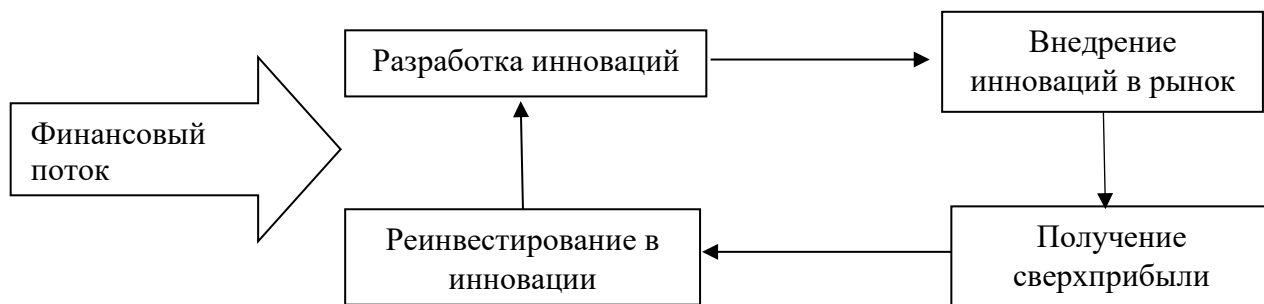 Финансовый
поток
Разработка инноваций
Внедрение
инноваций в рынок
Реинвестирование в
инновации
Получение
сверхприбыли